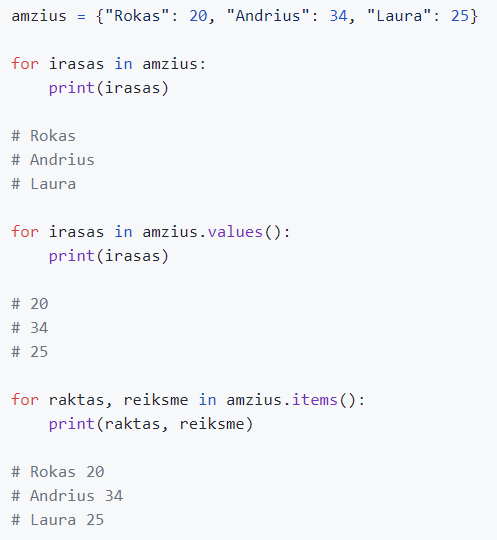 amzius = {"Rokas": 20, "Andrius": 34, "Laura": 25}

for irasas in amzius:
    print(irasas)

# Rokas
# Andrius
# Laura

for irasas in amzius.values():
    print(irasas)

# 20
# 34
# 25

for raktas, reiksme in amzius.items():
    print(raktas, reiksme)

# Rokas 20
# Andrius 34
# Laura 25